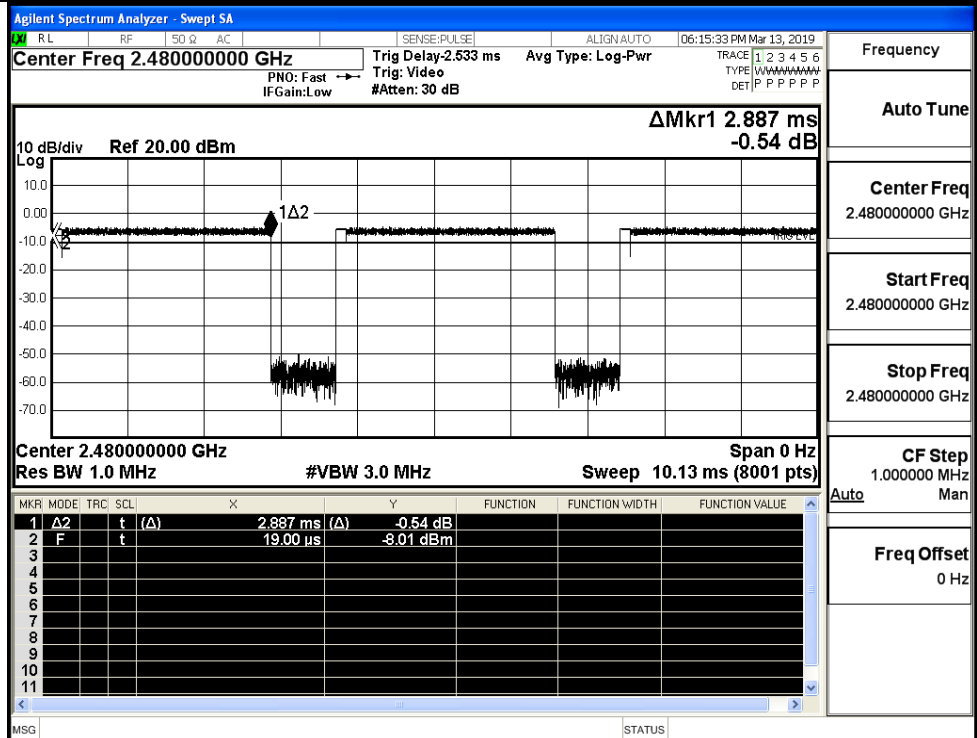 Agilent Spectrum Analyzer - Swept SA
LXI RL RF 50 Ω AC SENSE:PULSE ALIGNAUTO 06:15:33 PM Mar 13, 2019
Center Freq 2.480000000 GHz
PNO: Fast
IFGain:Low
Trig Delay-2.533 ms
Trig: Video
#Atten: 30 dB
Avg Type: Log-Pwr
TRACE 1 2 3 4 5 6
TYPE WWWWWW
DET P P P P P P
ΔMkr1 2.887 ms
-0.54 dB
10 dB/div Ref 20.00 dBm
Log
10.0
0.00
-10.0
-20.0
-30.0
-40.0
-50.0
-60.0
-70.0
1Δ2
2
TRIG LVL
Center 2.480000000 GHz Span 0 Hz
Res BW 1.0 MHz #VBW 3.0 MHz Sweep 10.13 ms (8001 pts)
MKR MODE TRC SCL X Y FUNCTION FUNCTION WIDTH FUNCTION VALUE
1 Δ2 t (Δ) 2.887 ms (Δ) -0.54 dB
2 F t 19.00 µs -8.01 dBm
3
4
5
6
7
8
9
10
11
MSG STATUS
Frequency
Auto Tune
Center Freq
2.480000000 GHz
Start Freq
2.480000000 GHz
Stop Freq
2.480000000 GHz
CF Step
1.000000 MHz
Auto Man
Freq Offset
0 Hz